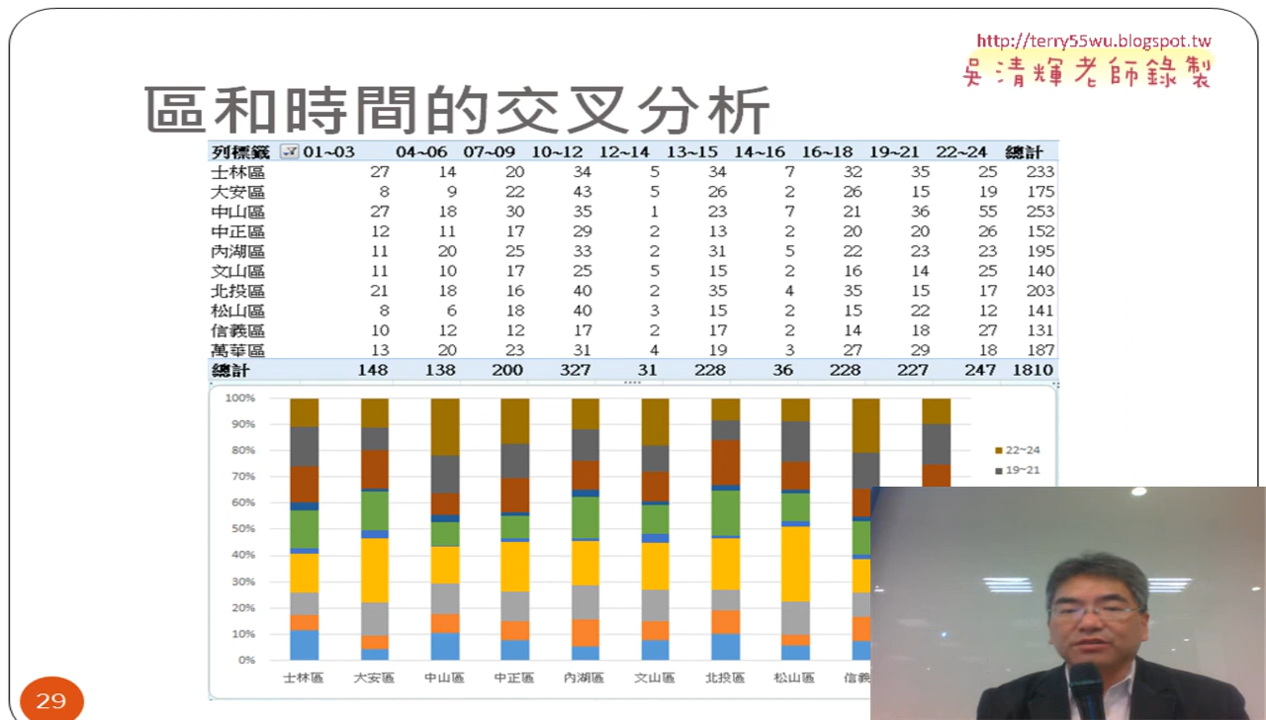 http://terry55wu.blogspot.tw
吳清輝老師錄製
區和時間的交叉分析
列標籤 01~03 04~06 07~09 10~12 12~14 13~15 14~16 16~18 19~21 22~24 總計
士林區 27 14 20 34 5 34 7 32 35 25 233
大安區 8 9 22 43 5 26 2 26 15 19 175
中山區 27 18 30 35 1 23 7 21 36 55 253
中正區 12 11 17 29 2 13 2 20 20 26 152
內湖區 11 20 25 33 2 31 5 22 23 23 195
文山區 11 10 17 25 5 15 2 16 14 25 140
北投區 21 18 16 40 2 35 4 35 15 17 203
松山區 8 6 18 40 3 15 2 15 22 12 141
信義區 10 12 12 17 2 17 2 14 18 27 131
萬華區 13 20 23 31 4 19 3 27 29 18 187
總計 148 138 200 327 31 228 36 228 227 247 1810
100%
90%
80%
70%
60%
50%
40%
30%
20%
10%
0%
22~24
19~21
士林區 大安區 中山區 中正區 內湖區 文山區 北投區 松山區 信義
29